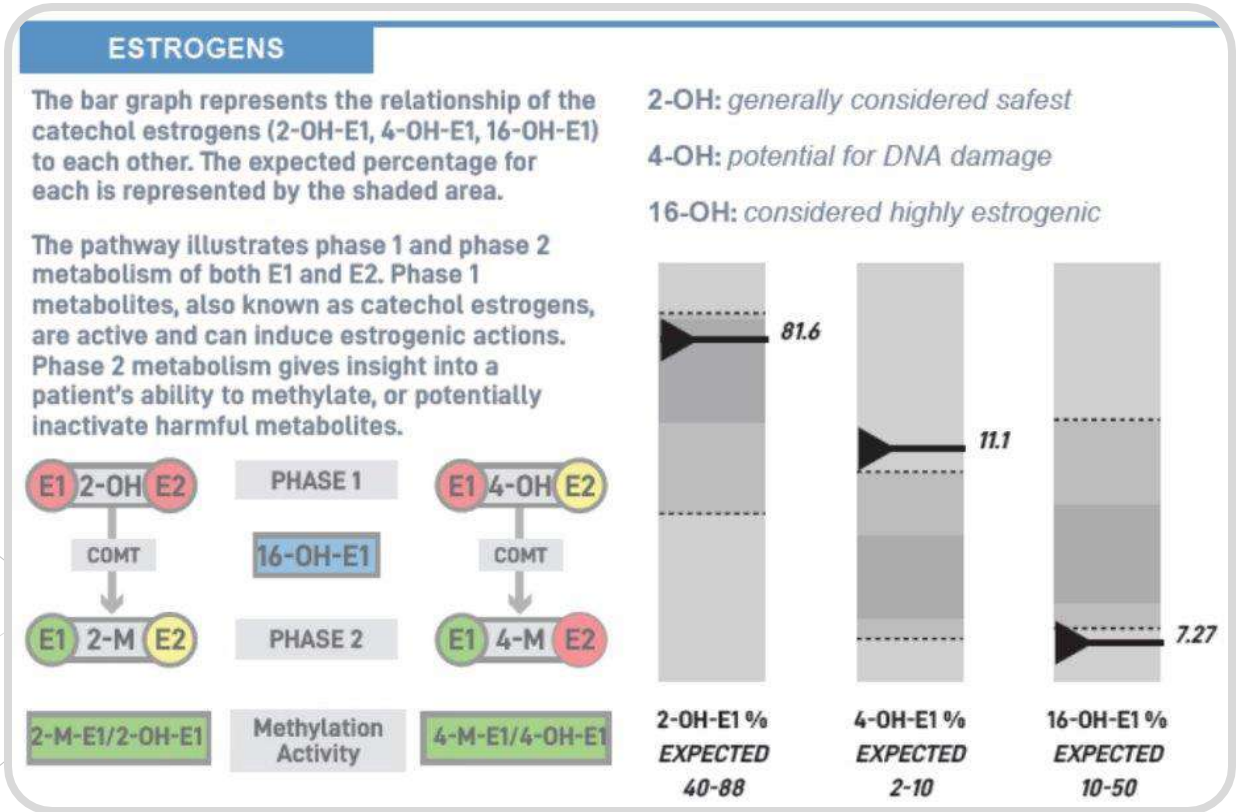 ESTROGENS
The bar graph represents the relationship of the
catechol estrogens (2-OH-E1, 4-OH-E1, 16-OH-E1)
to each other. The expected percentage for
each is represented by the shaded area.
The pathway illustrates phase 1 and phase 2
metabolism of both E1 and E2. Phase 1
metabolites, also known as catechol estrogens,
are active and can induce estrogenic actions.
Phase 2 metabolism gives insight into a
patient's ability to methylate, or potentially
inactivate harmful metabolites.
E1 2-OH E2
PHASE 1
E1 4-OH E2
COMT
16-OH-E1
COMT
E1 2-M E2
PHASE 2
E1 4-M E2
2-M-E1/2-OH-E1
Methylation
Activity
4-M-E1/4-OH-E1
2-OH: generally considered safest
4-OH: potential for DNA damage
16-OH: considered highly estrogenic
81.6
11.1
7.27
2-OH-E1 %
EXPECTED
40-88
4-OH-E1 %
EXPECTED
2-10
16-OH-E1 %
EXPECTED
10-50